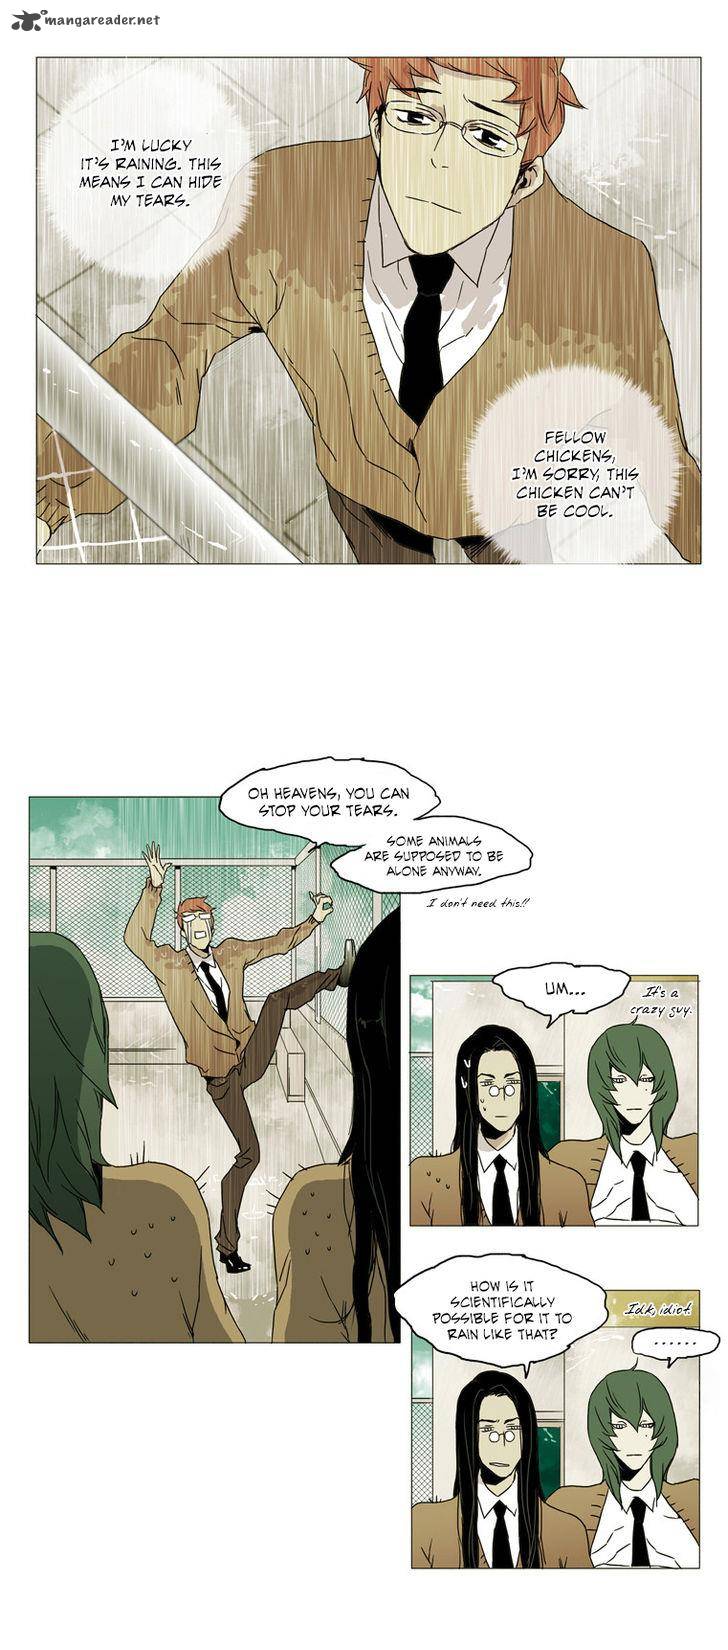 mangareader.net
I'M LUCKY
IT'S RAINING. THIS
MEANS I CAN HIDE
MY TEARS.
FELLOW
CHICKENS,
I'M SORRY, THIS
CHICKEN CAN'T
BE COOL.
OH HEAVENS, YOU CAN
STOP YOUR TEARS.
SOME ANIMALS
ARE SUPPOSED TO BE
ALONE ANYWAY.
I don't need this!!
UM...
It's a
crazy guy.
HOW IS IT
SCIENTIFICALLY
POSSIBLE FOR IT TO
RAIN LIKE THAT?
Idk, idiot.
......